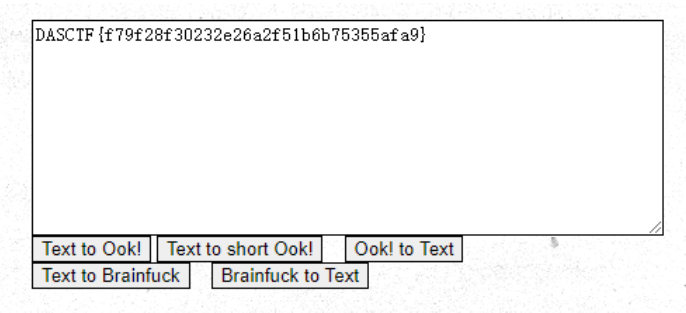 DASCTF{f79f28f30232e26a2f51b6b75355afa9}
Text to Ook! Text to short Ook! Ook! to Text
Text to Brainfuck Brainfuck to Text